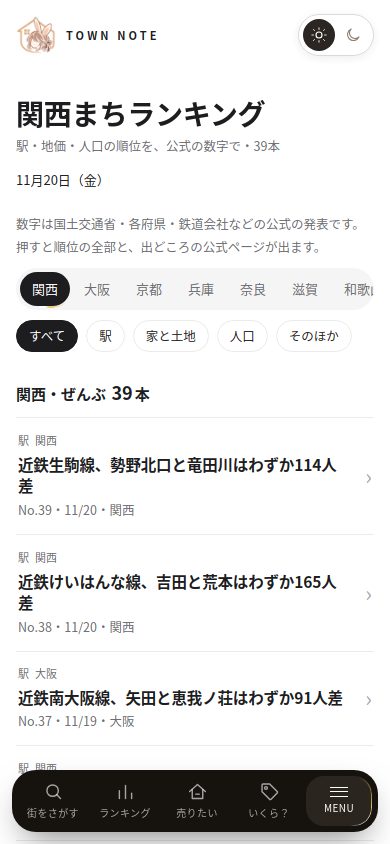 TOWN NOTE
関西まちランキング
駅・地価・人口の順位を、公式の数字で・39本
11月20日（金）
数字は国土交通省・各府県・鉄道会社などの公式の発表です。
押すと順位の全部と、出どころの公式ページが出ます。
関西 大阪 京都 兵庫 奈良 滋賀 和歌山
すべて 駅 家と土地 人口 そのほか
関西・ぜんぶ 39本
駅 関西
近鉄生駒線、勢野北口と竜田川はわずか114人
差
No.39・11/20・関西
駅 関西
近鉄けいはんな線、吉田と荒本はわずか165人
差
No.38・11/20・関西
駅 大阪
近鉄南大阪線、矢田と恵我ノ荘はわずか91人差
No.37・11/19・大阪
駅 関西
街をさがす ランキング 売りたい いくら？ MENU